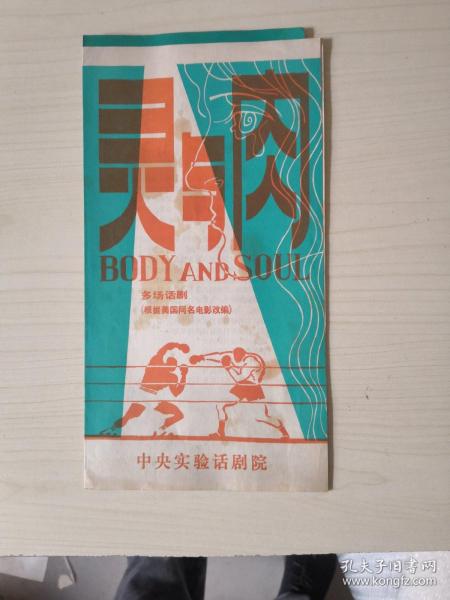 灵与肉
BODY AND SOUL
多场话剧
(根据美国同名电影改编)
中央实验话剧院
孔夫子旧书网
www.kongfz.com